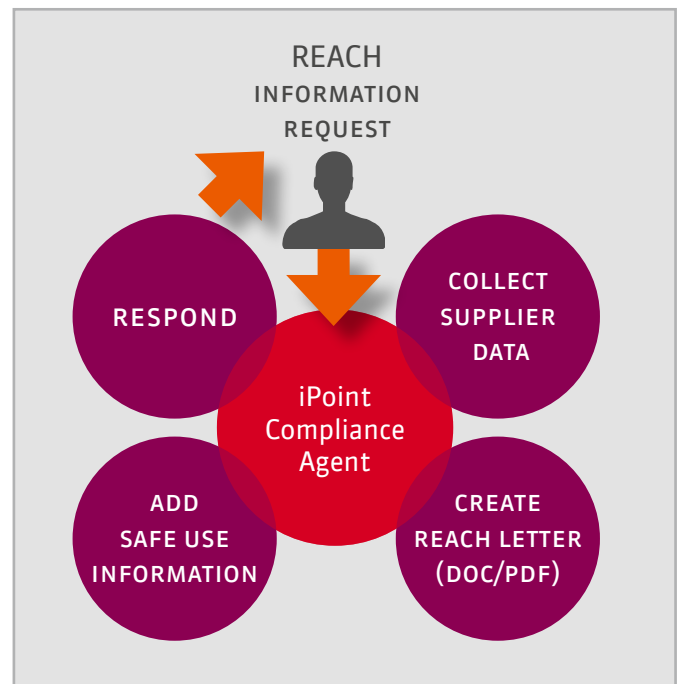 REACH
INFORMATION
REQUEST
RESPOND
COLLECT
SUPPLIER
DATA
iPoint
Compliance
Agent
ADD
SAFE USE
INFORMATION
CREATE
REACH LETTER
(DOC/PDF)